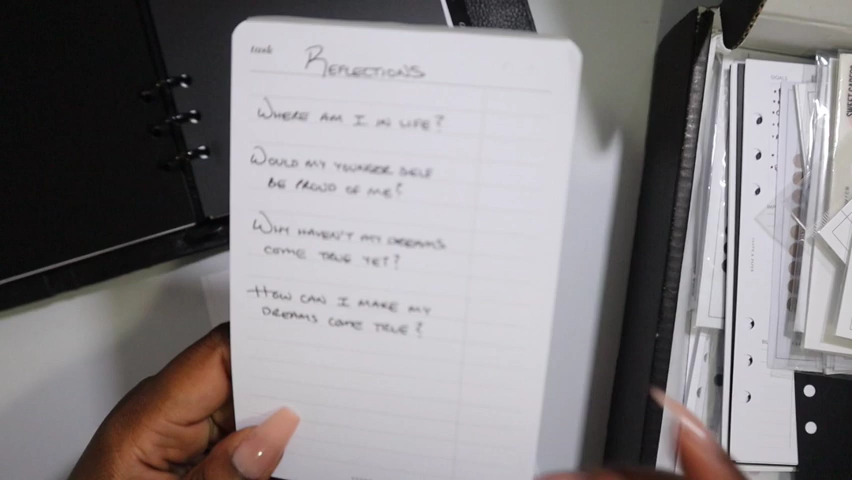 REFLECTIONS
WHERE AM I IN LIFE?
WOULD MY YOUNGER SELF
BE PROUD OF ME?
WHY HAVEN'T MY DREAMS
COME TRUE YET?
HOW CAN I MAKE MY
DREAMS COME TRUE?